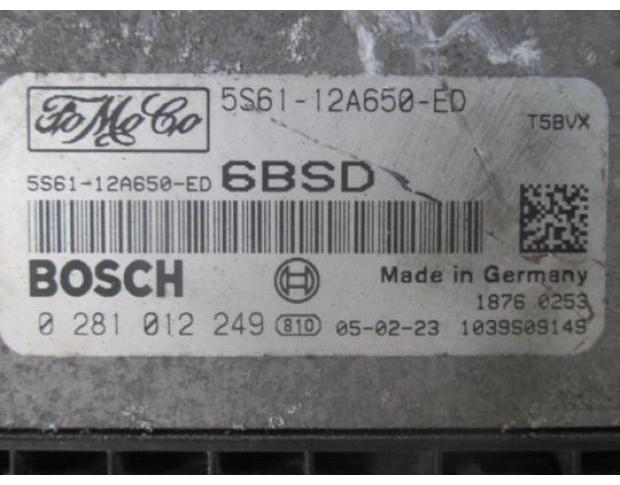 FoMoCo 5S61-12A650-ED
T5BVX
5S61-12A650-ED 6BSD
BOSCH Made in Germany
1876 0253
0 281 012 249 810 05-02-23 1039S09149